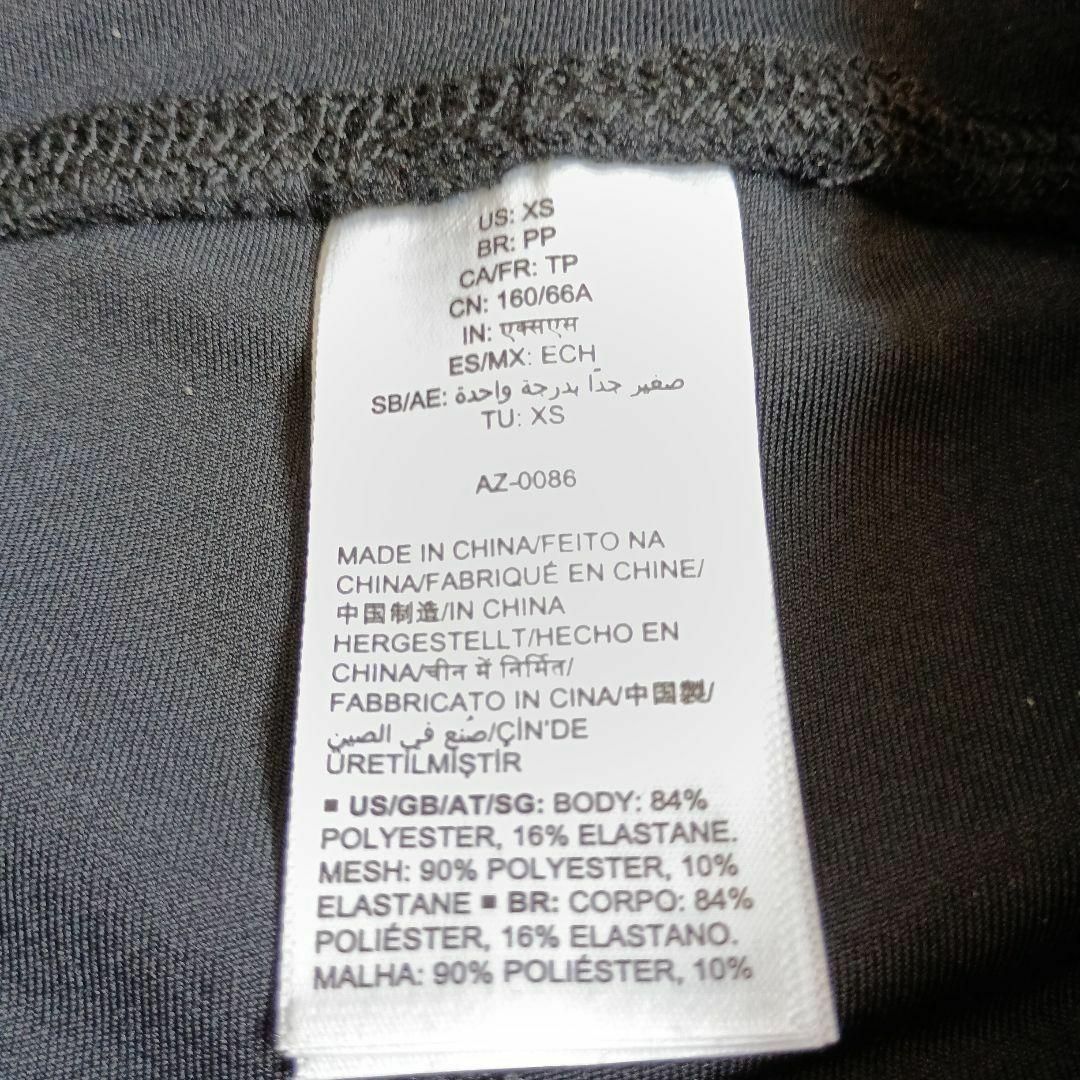 US: XS
BR: PP
CA/FR: TP
CN: 160/66A
IN: एक्सएस
ES/MX: ECH
SB/AE: صغير جدًا بدرجة واحدة
TU: XS
AZ-0086
MADE IN CHINA/FEITO NA
CHINA/FABRIQUÉ EN CHINE/
中国制造/IN CHINA
HERGESTELLT/HECHO EN
CHINA/चीन में निर्मित/
FABBRICATO IN CINA/中国製/
صُنع في الصين/ÇİN'DE
ÜRETİLMİŞTİR
▪ US/GB/AT/SG: BODY: 84%
POLYESTER, 16% ELASTANE.
MESH: 90% POLYESTER, 10%
ELASTANE ▪ BR: CORPO: 84%
POLIÉSTER, 16% ELASTANO.
MALHA: 90% POLIÉSTER, 10%